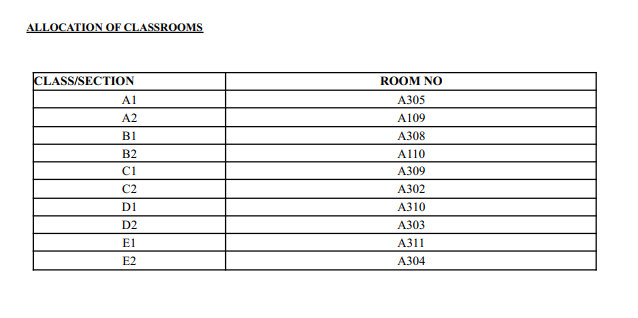 ALLOCATION OF CLASSROOMS
CLASS/SECTION ROOM NO
A1 A305
A2 A109
B1 A308
B2 A110
C1 A309
C2 A302
D1 A310
D2 A303
E1 A311
E2 A304